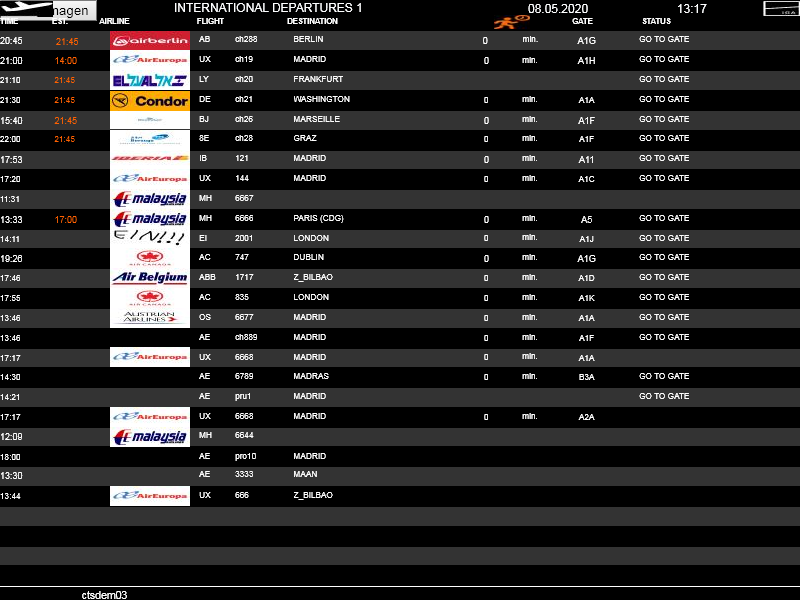 nagen INTERNATIONAL DEPARTURES 1 08.05.2020 13:17
TIME EST. AIRLINE FLIGHT DESTINATION GATE STATUS
20:45 21:45 airberlin AB ch288 BERLIN 0 min. A1G GO TO GATE
21:00 14:00 AirEuropa UX ch19 MADRID 0 min. A1H GO TO GATE
21:10 21:45 EL AL אל על LY ch20 FRANKFURT GO TO GATE
21:30 21:45 Condor DE ch21 WASHINGTON 0 min. A1A GO TO GATE
15:40 21:45 BJ ch26 MARSEILLE 0 min. A1F GO TO GATE
22:00 21:45 8E ch28 GRAZ 0 min. A1F GO TO GATE
17:53 IBERIA IB 121 MADRID 0 min. A11 GO TO GATE
17:20 AirEuropa UX 144 MADRID 0 min. A1C GO TO GATE
11:31 malaysia MH 6667
13:33 17:00 malaysia MH 6666 PARIS (CDG) 0 min. A5 GO TO GATE
14:11 EIN!!! EI 2001 LONDON 0 min. A1J GO TO GATE
19:26 AIR CANADA AC 747 DUBLIN 0 min. A1G GO TO GATE
17:46 Air Belgium ABB 1717 Z_BILBAO 0 min. A1D GO TO GATE
17:55 AIR CANADA AC 835 LONDON 0 min. A1K GO TO GATE
13:46 AUSTRIAN AIRLINES OS 6677 MADRID 0 min. A1A GO TO GATE
13:46 AE ch889 MADRID 0 min. A1F GO TO GATE
17:17 AirEuropa UX 6668 MADRID 0 min. A1A
14:30 AE 6789 MADRAS 0 min. B3A GO TO GATE
14:21 AE pru1 MADRID GO TO GATE
17:17 AirEuropa UX 6668 MADRID 0 min. A2A
12:09 malaysia MH 6644
18:00 AE pro10 MADRID
13:30 AE 3333 MAAN
13:44 AirEuropa UX 666 Z_BILBAO
ctsdem03